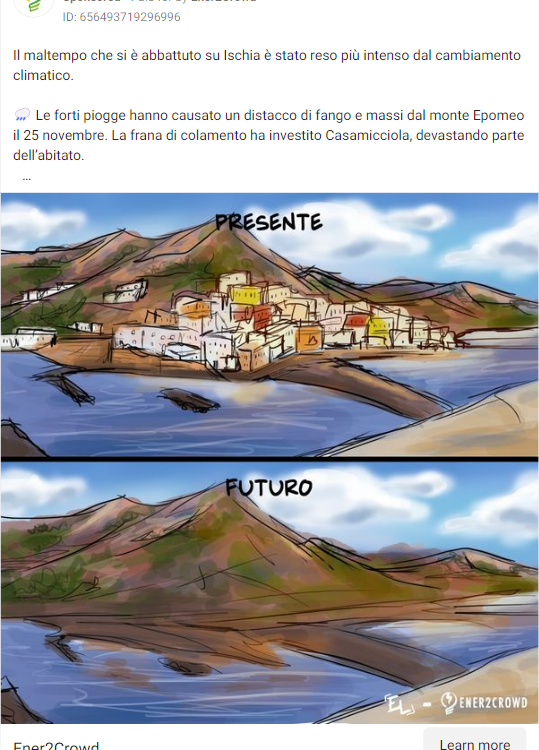 Sponsored · Paid for by Ener2Crowd
ID: 656493719296996
Il maltempo che si è abbattuto su Ischia è stato reso più intenso dal cambiamento
climatico.
🌧️ Le forti piogge hanno causato un distacco di fango e massi dal monte Epomeo
il 25 novembre. La frana di colamento ha investito Casamicciola, devastando parte
dell'abitato.
...
PRESENTE
FUTURO
EL - ENER2CROWD
Ener2Crowd
Learn more